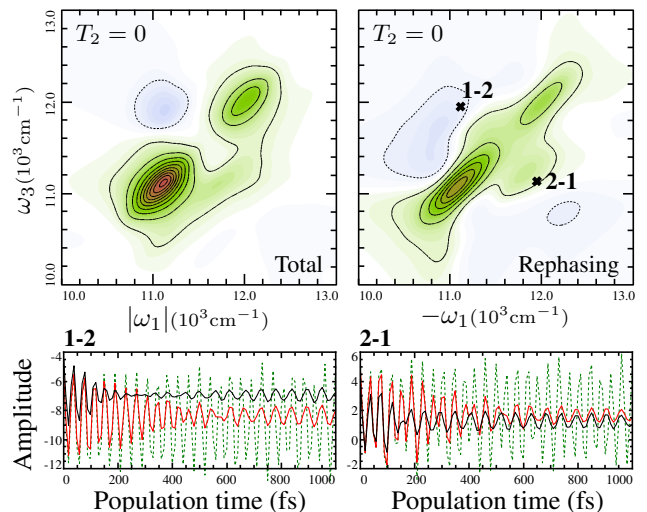 T₂ = 0
T₂ = 0
13.0
12.0
11.0
10.0
ω₃ (10³cm⁻¹)
1-2
2-1
Total
Rephasing
10.0 11.0 12.0 13.0
10.0 11.0 12.0 13.0
|ω₁| (10³cm⁻¹)
−ω₁ (10³cm⁻¹)
1-2
2-1
Amplitude
-4
-6
-8
-10
-12
6
4
2
0
-2
0 200 400 600 800 1000
0 200 400 600 800 1000
Population time (fs)
Population time (fs)